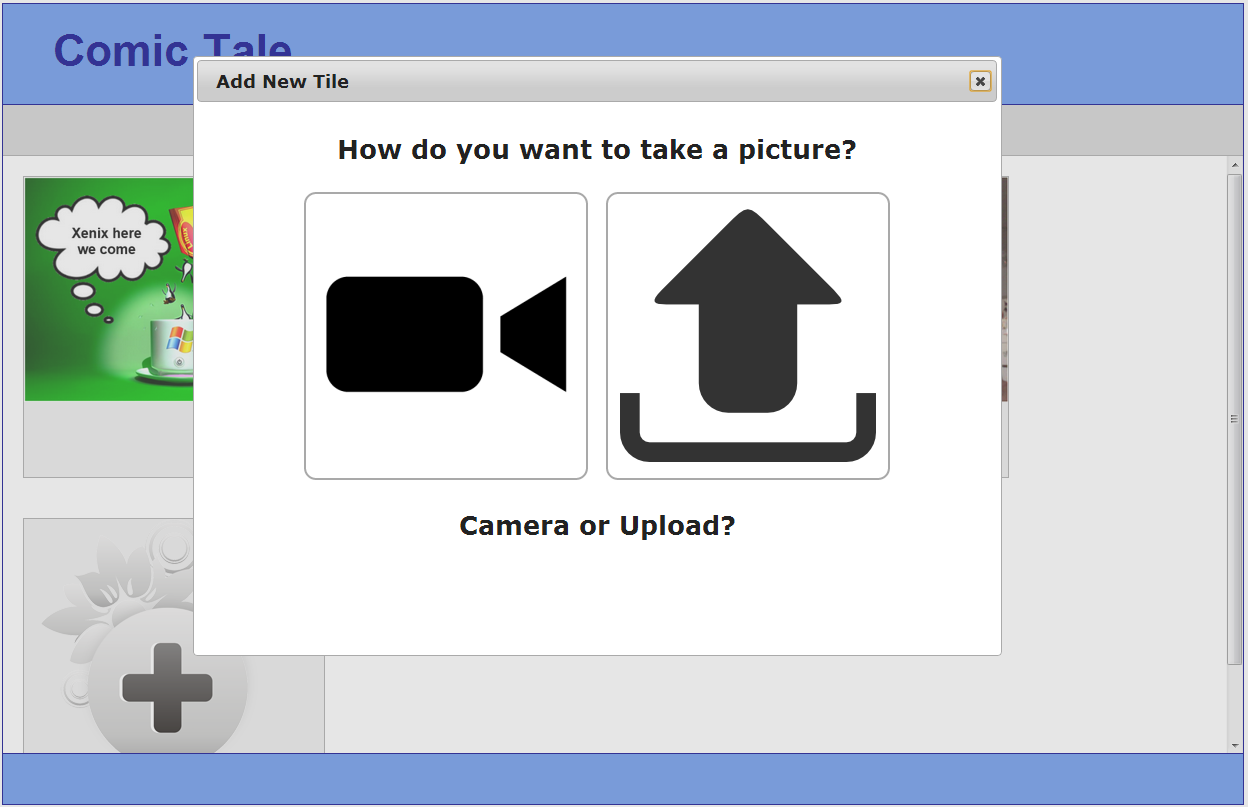 Comic Tale
Add New Tile
How do you want to take a picture?
Xenix here
we come
Linux
Camera or Upload?